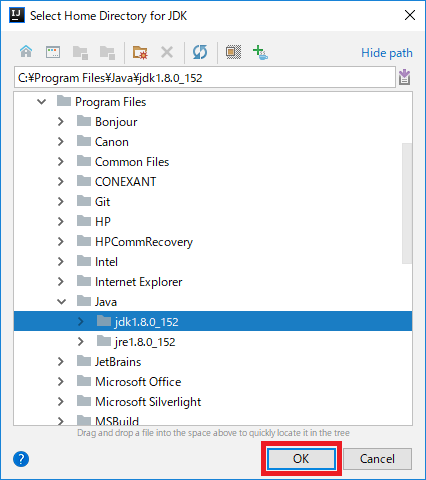 IJ Select Home Directory for JDK
Hide path
C:¥Program Files¥Java¥jdk1.8.0_152
Program Files
Bonjour
Canon
Common Files
CONEXANT
Git
HP
HPCommRecovery
Intel
Internet Explorer
Java
jdk1.8.0_152
jre1.8.0_152
JetBrains
Microsoft Office
Microsoft Silverlight
MSBuild
Drag and drop a file into the space above to quickly locate it in the tree
? OK Cancel